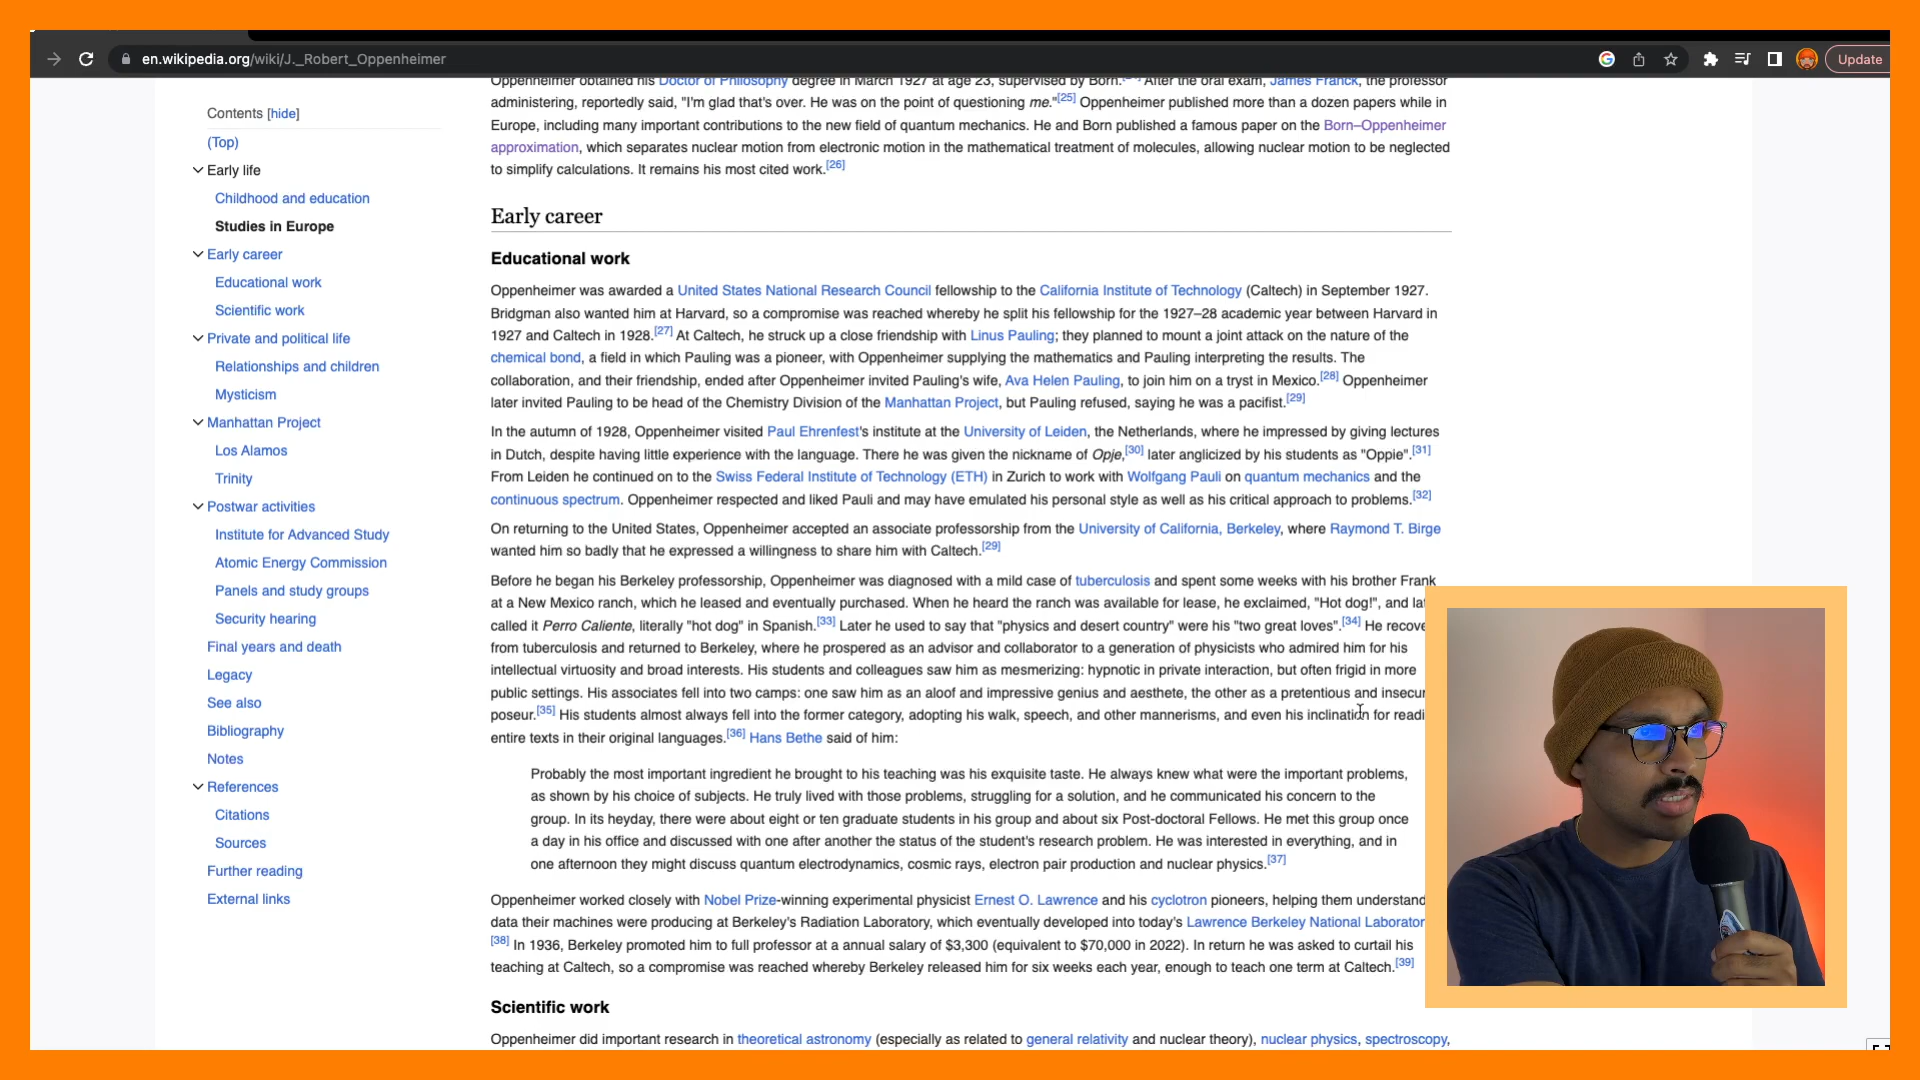 en.wikipedia.org/wiki/J._Robert_Oppenheimer
Update
Contents [hide]
(Top)
Early life
Childhood and education
Studies in Europe
Early career
Educational work
Scientific work
Private and political life
Relationships and children
Mysticism
Manhattan Project
Los Alamos
Trinity
Postwar activities
Institute for Advanced Study
Atomic Energy Commission
Panels and study groups
Security hearing
Final years and death
Legacy
See also
Bibliography
Notes
References
Citations
Sources
Further reading
External links
Oppenheimer obtained his Doctor of Philosophy degree in March 1927 at age 23, supervised by Born. After the oral exam, James Franck, the professor
administering, reportedly said, "I'm glad that's over. He was on the point of questioning me."[25] Oppenheimer published more than a dozen papers while in
Europe, including many important contributions to the new field of quantum mechanics. He and Born published a famous paper on the Born–Oppenheimer
approximation, which separates nuclear motion from electronic motion in the mathematical treatment of molecules, allowing nuclear motion to be neglected
to simplify calculations. It remains his most cited work.[26]
Early career
Educational work
Oppenheimer was awarded a United States National Research Council fellowship to the California Institute of Technology (Caltech) in September 1927.
Bridgman also wanted him at Harvard, so a compromise was reached whereby he split his fellowship for the 1927–28 academic year between Harvard in
1927 and Caltech in 1928.[27] At Caltech, he struck up a close friendship with Linus Pauling; they planned to mount a joint attack on the nature of the
chemical bond, a field in which Pauling was a pioneer, with Oppenheimer supplying the mathematics and Pauling interpreting the results. The
collaboration, and their friendship, ended after Oppenheimer invited Pauling's wife, Ava Helen Pauling, to join him on a tryst in Mexico.[28] Oppenheimer
later invited Pauling to be head of the Chemistry Division of the Manhattan Project, but Pauling refused, saying he was a pacifist.[29]
In the autumn of 1928, Oppenheimer visited Paul Ehrenfest's institute at the University of Leiden, the Netherlands, where he impressed by giving lectures
in Dutch, despite having little experience with the language. There he was given the nickname of Opje,[30] later anglicized by his students as "Oppie".[31]
From Leiden he continued on to the Swiss Federal Institute of Technology (ETH) in Zurich to work with Wolfgang Pauli on quantum mechanics and the
continuous spectrum. Oppenheimer respected and liked Pauli and may have emulated his personal style as well as his critical approach to problems.[32]
On returning to the United States, Oppenheimer accepted an associate professorship from the University of California, Berkeley, where Raymond T. Birge
wanted him so badly that he expressed a willingness to share him with Caltech.[29]
Before he began his Berkeley professorship, Oppenheimer was diagnosed with a mild case of tuberculosis and spent some weeks with his brother Frank
at a New Mexico ranch, which he leased and eventually purchased. When he heard the ranch was available for lease, he exclaimed, "Hot dog!", and la
called it Perro Caliente, literally "hot dog" in Spanish.[33] Later he used to say that "physics and desert country" were his "two great loves".[34] He recove
from tuberculosis and returned to Berkeley, where he prospered as an advisor and collaborator to a generation of physicists who admired him for his
intellectual virtuosity and broad interests. His students and colleagues saw him as mesmerizing: hypnotic in private interaction, but often frigid in more
public settings. His associates fell into two camps: one saw him as an aloof and impressive genius and aesthete, the other as a pretentious and insecur
poseur.[35] His students almost always fell into the former category, adopting his walk, speech, and other mannerisms, and even his inclination for readi
entire texts in their original languages.[36] Hans Bethe said of him:
Probably the most important ingredient he brought to his teaching was his exquisite taste. He always knew what were the important problems,
as shown by his choice of subjects. He truly lived with those problems, struggling for a solution, and he communicated his concern to the
group. In its heyday, there were about eight or ten graduate students in his group and about six Post-doctoral Fellows. He met this group once
a day in his office and discussed with one after another the status of the student's research problem. He was interested in everything, and in
one afternoon they might discuss quantum electrodynamics, cosmic rays, electron pair production and nuclear physics.[37]
Oppenheimer worked closely with Nobel Prize-winning experimental physicist Ernest O. Lawrence and his cyclotron pioneers, helping them understand
data their machines were producing at Berkeley's Radiation Laboratory, which eventually developed into today's Lawrence Berkeley National Laborator
[38] In 1936, Berkeley promoted him to full professor at a annual salary of $3,300 (equivalent to $70,000 in 2022). In return he was asked to curtail his
teaching at Caltech, so a compromise was reached whereby Berkeley released him for six weeks each year, enough to teach one term at Caltech.[39]
Scientific work
Oppenheimer did important research in theoretical astronomy (especially as related to general relativity and nuclear theory), nuclear physics, spectroscopy,